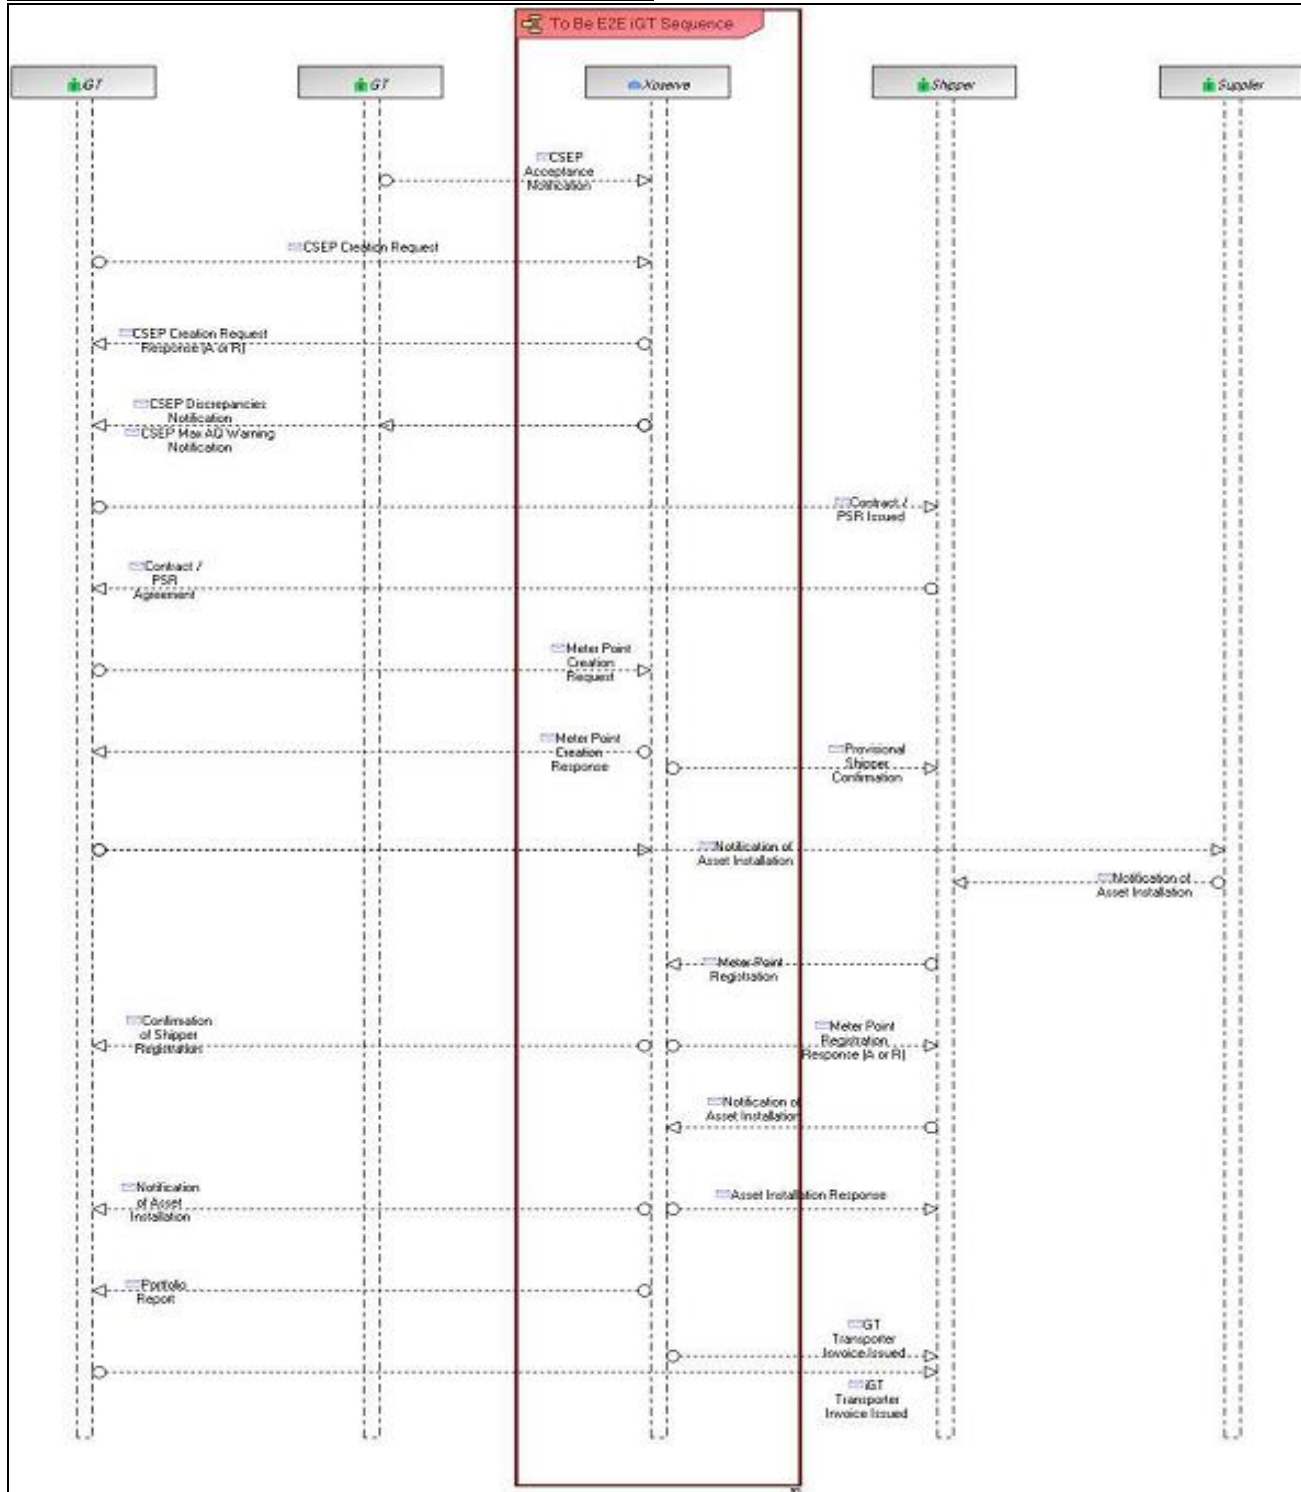 To Be E2E iGT Sequence
iGT
GT
Xoserve
Shipper
Supplier
CSEP
Acceptance
Notification
CSEP Creation Request
CSEP Creation Request
Response (A or R)
CSEP Discrepancies
Notification
CSEP Max AQ Warning
Notification
Contract /
PSR Issued
Contract /
PSR
Agreement
Meter Point
Creation
Request
Meter Point
Creation
Response
Provisional
Shipper
Confirmation
Notification of
Asset Installation
Notification of
Asset Installation
Meter Point
Registration
Confirmation
of Shipper
Registration
Meter Point
Registration
Response (A or R)
Notification of
Asset Installation
Notification
of Asset
Installation
Asset Installation Response
Portfolio
Report
GT
Transporter
Invoice Issued
iGT
Transporter
Invoice Issued